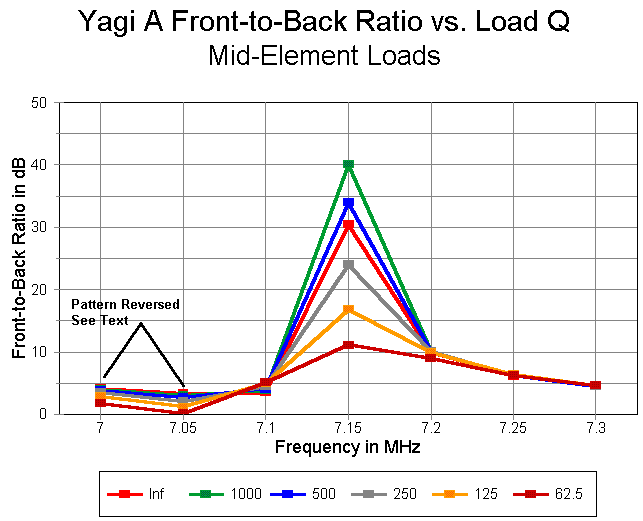 Yagi A Front-to-Back Ratio vs. Load Q
Mid-Element Loads
Front-to-Back Ratio in dB
50
40
30
20
10
0
Pattern Reversed
See Text
7 7.05 7.1 7.15 7.2 7.25 7.3
Frequency in MHz
Inf 1000 500 250 125 62.5